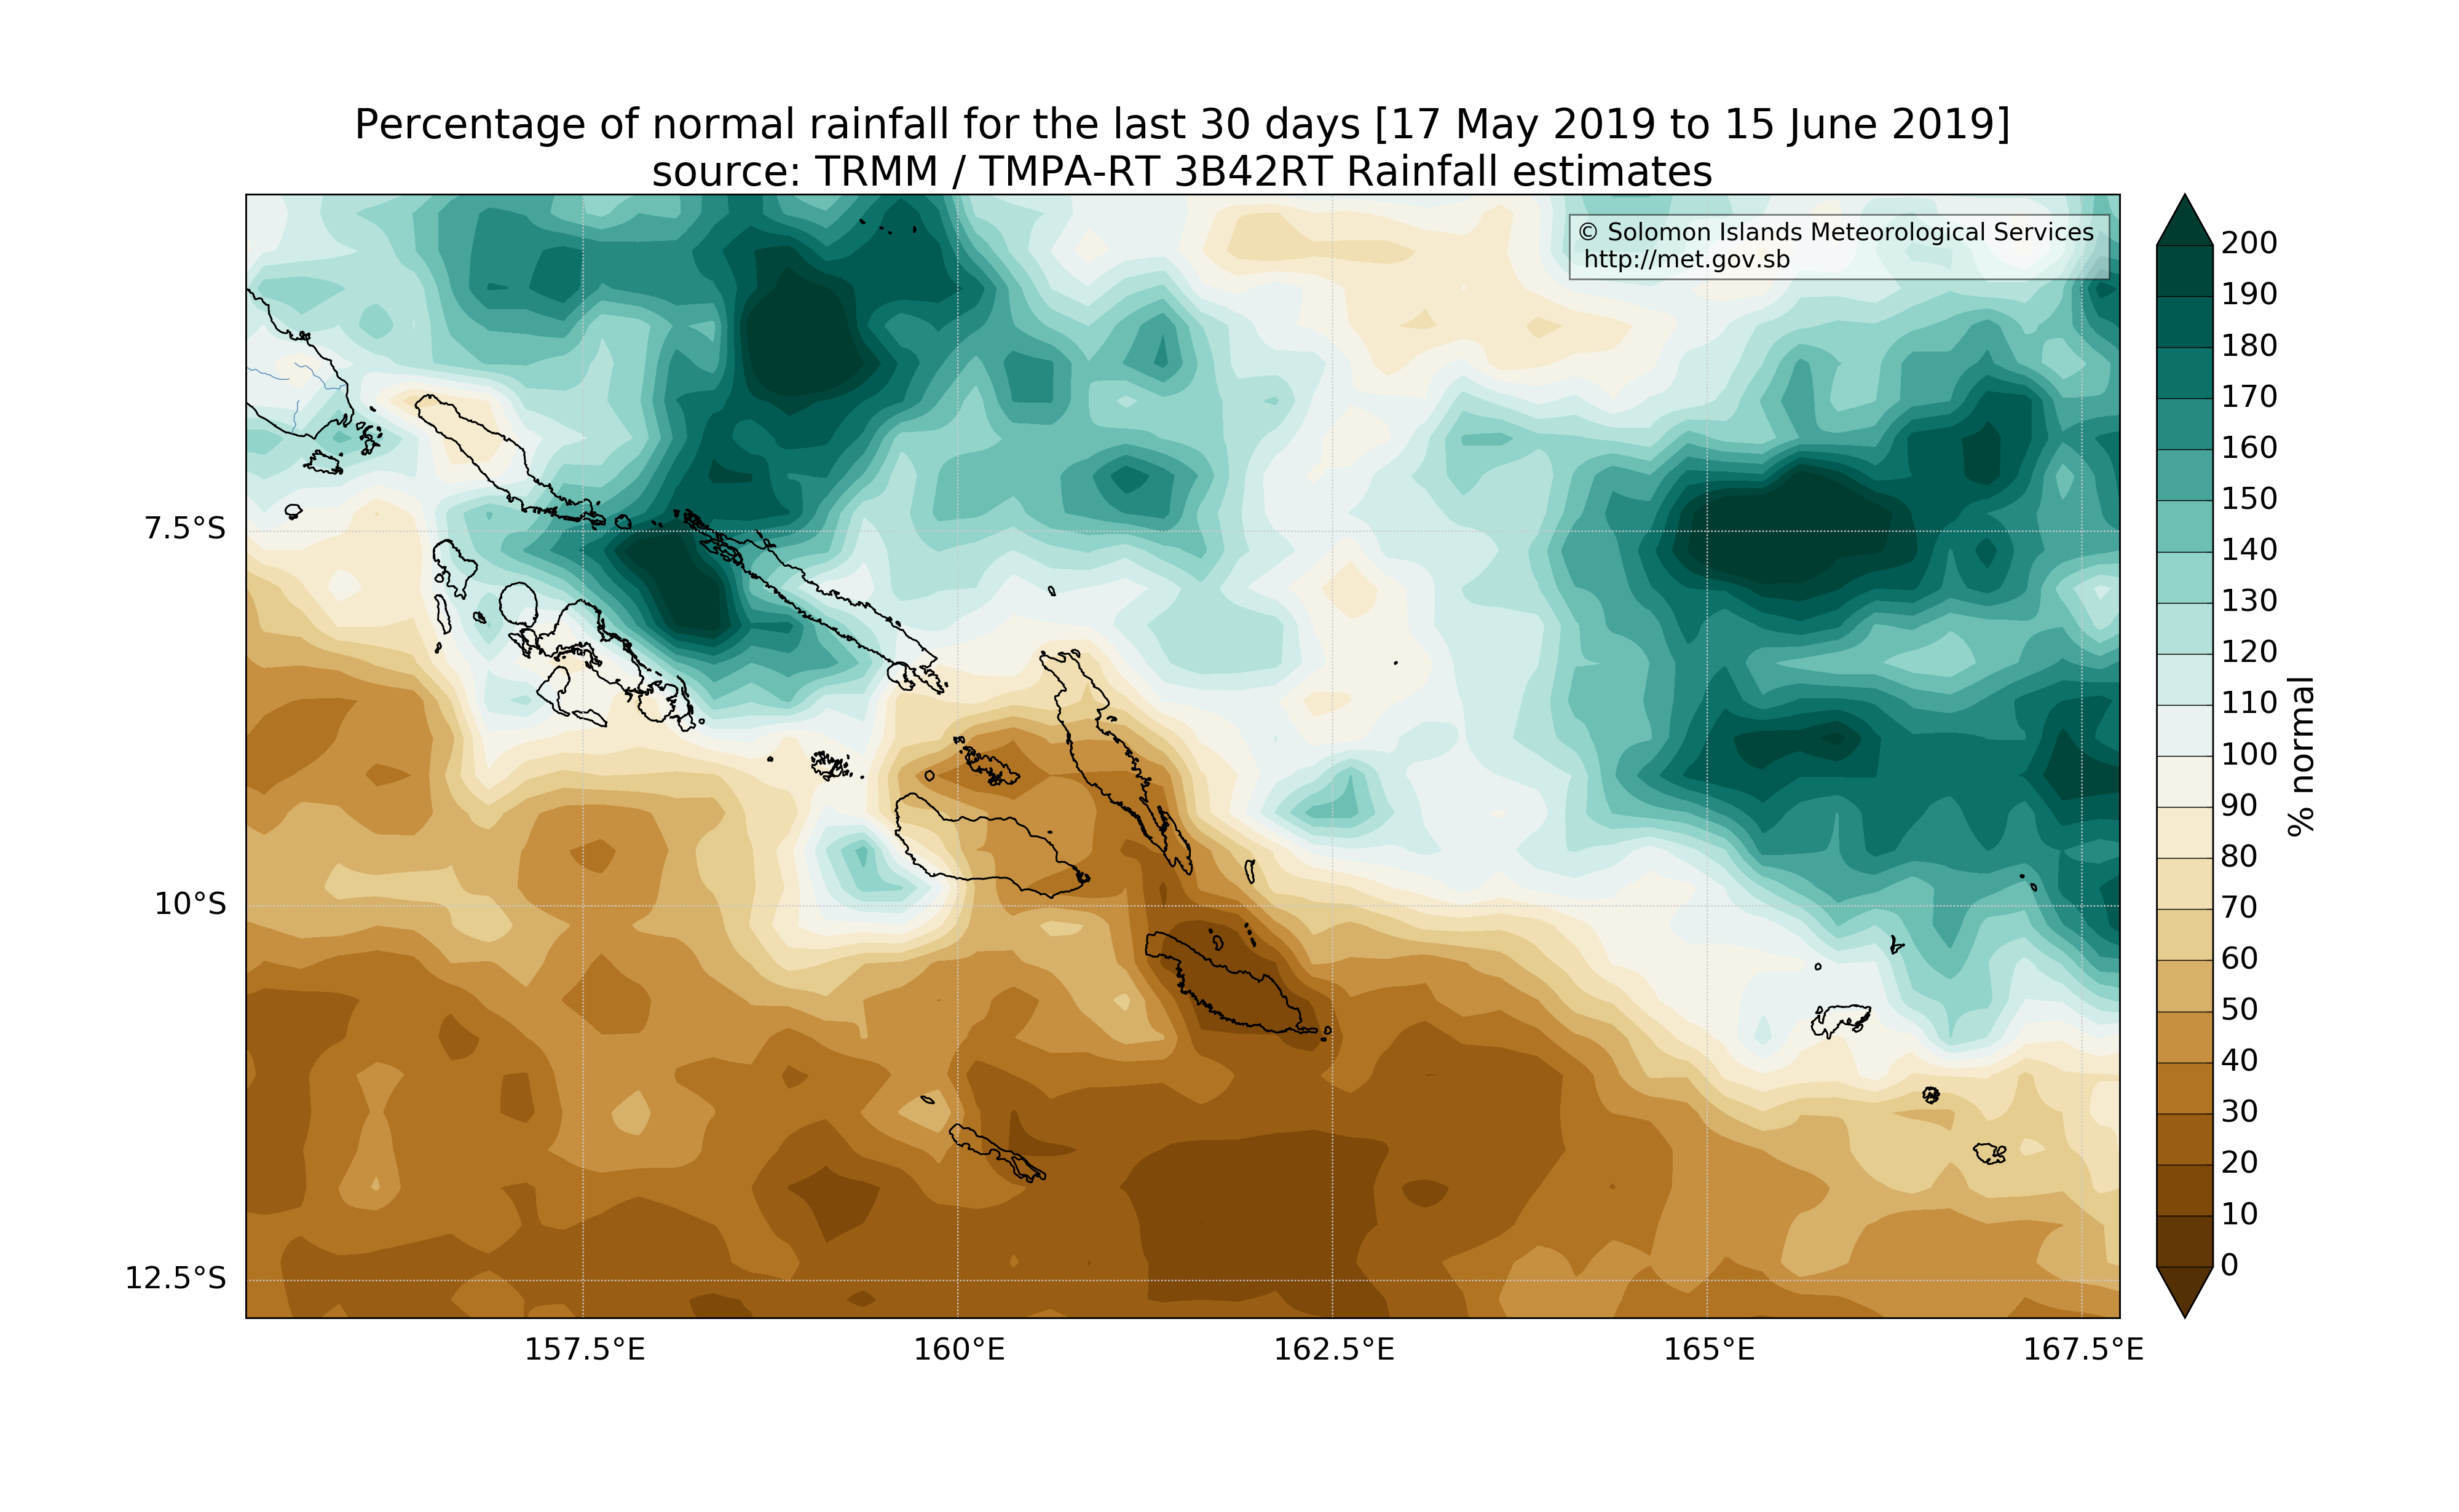 Percentage of normal rainfall for the last 30 days [17 May 2019 to 15 June 2019]
source: TRMM / TMPA-RT 3B42RT Rainfall estimates
© Solomon Islands Meteorological Services
http://met.gov.sb
7.5°S
10°S
12.5°S
157.5°E
160°E
162.5°E
165°E
167.5°E
200
190
180
170
160
150
140
130
120
110
100
90
80
70
60
50
40
30
20
10
0
% normal